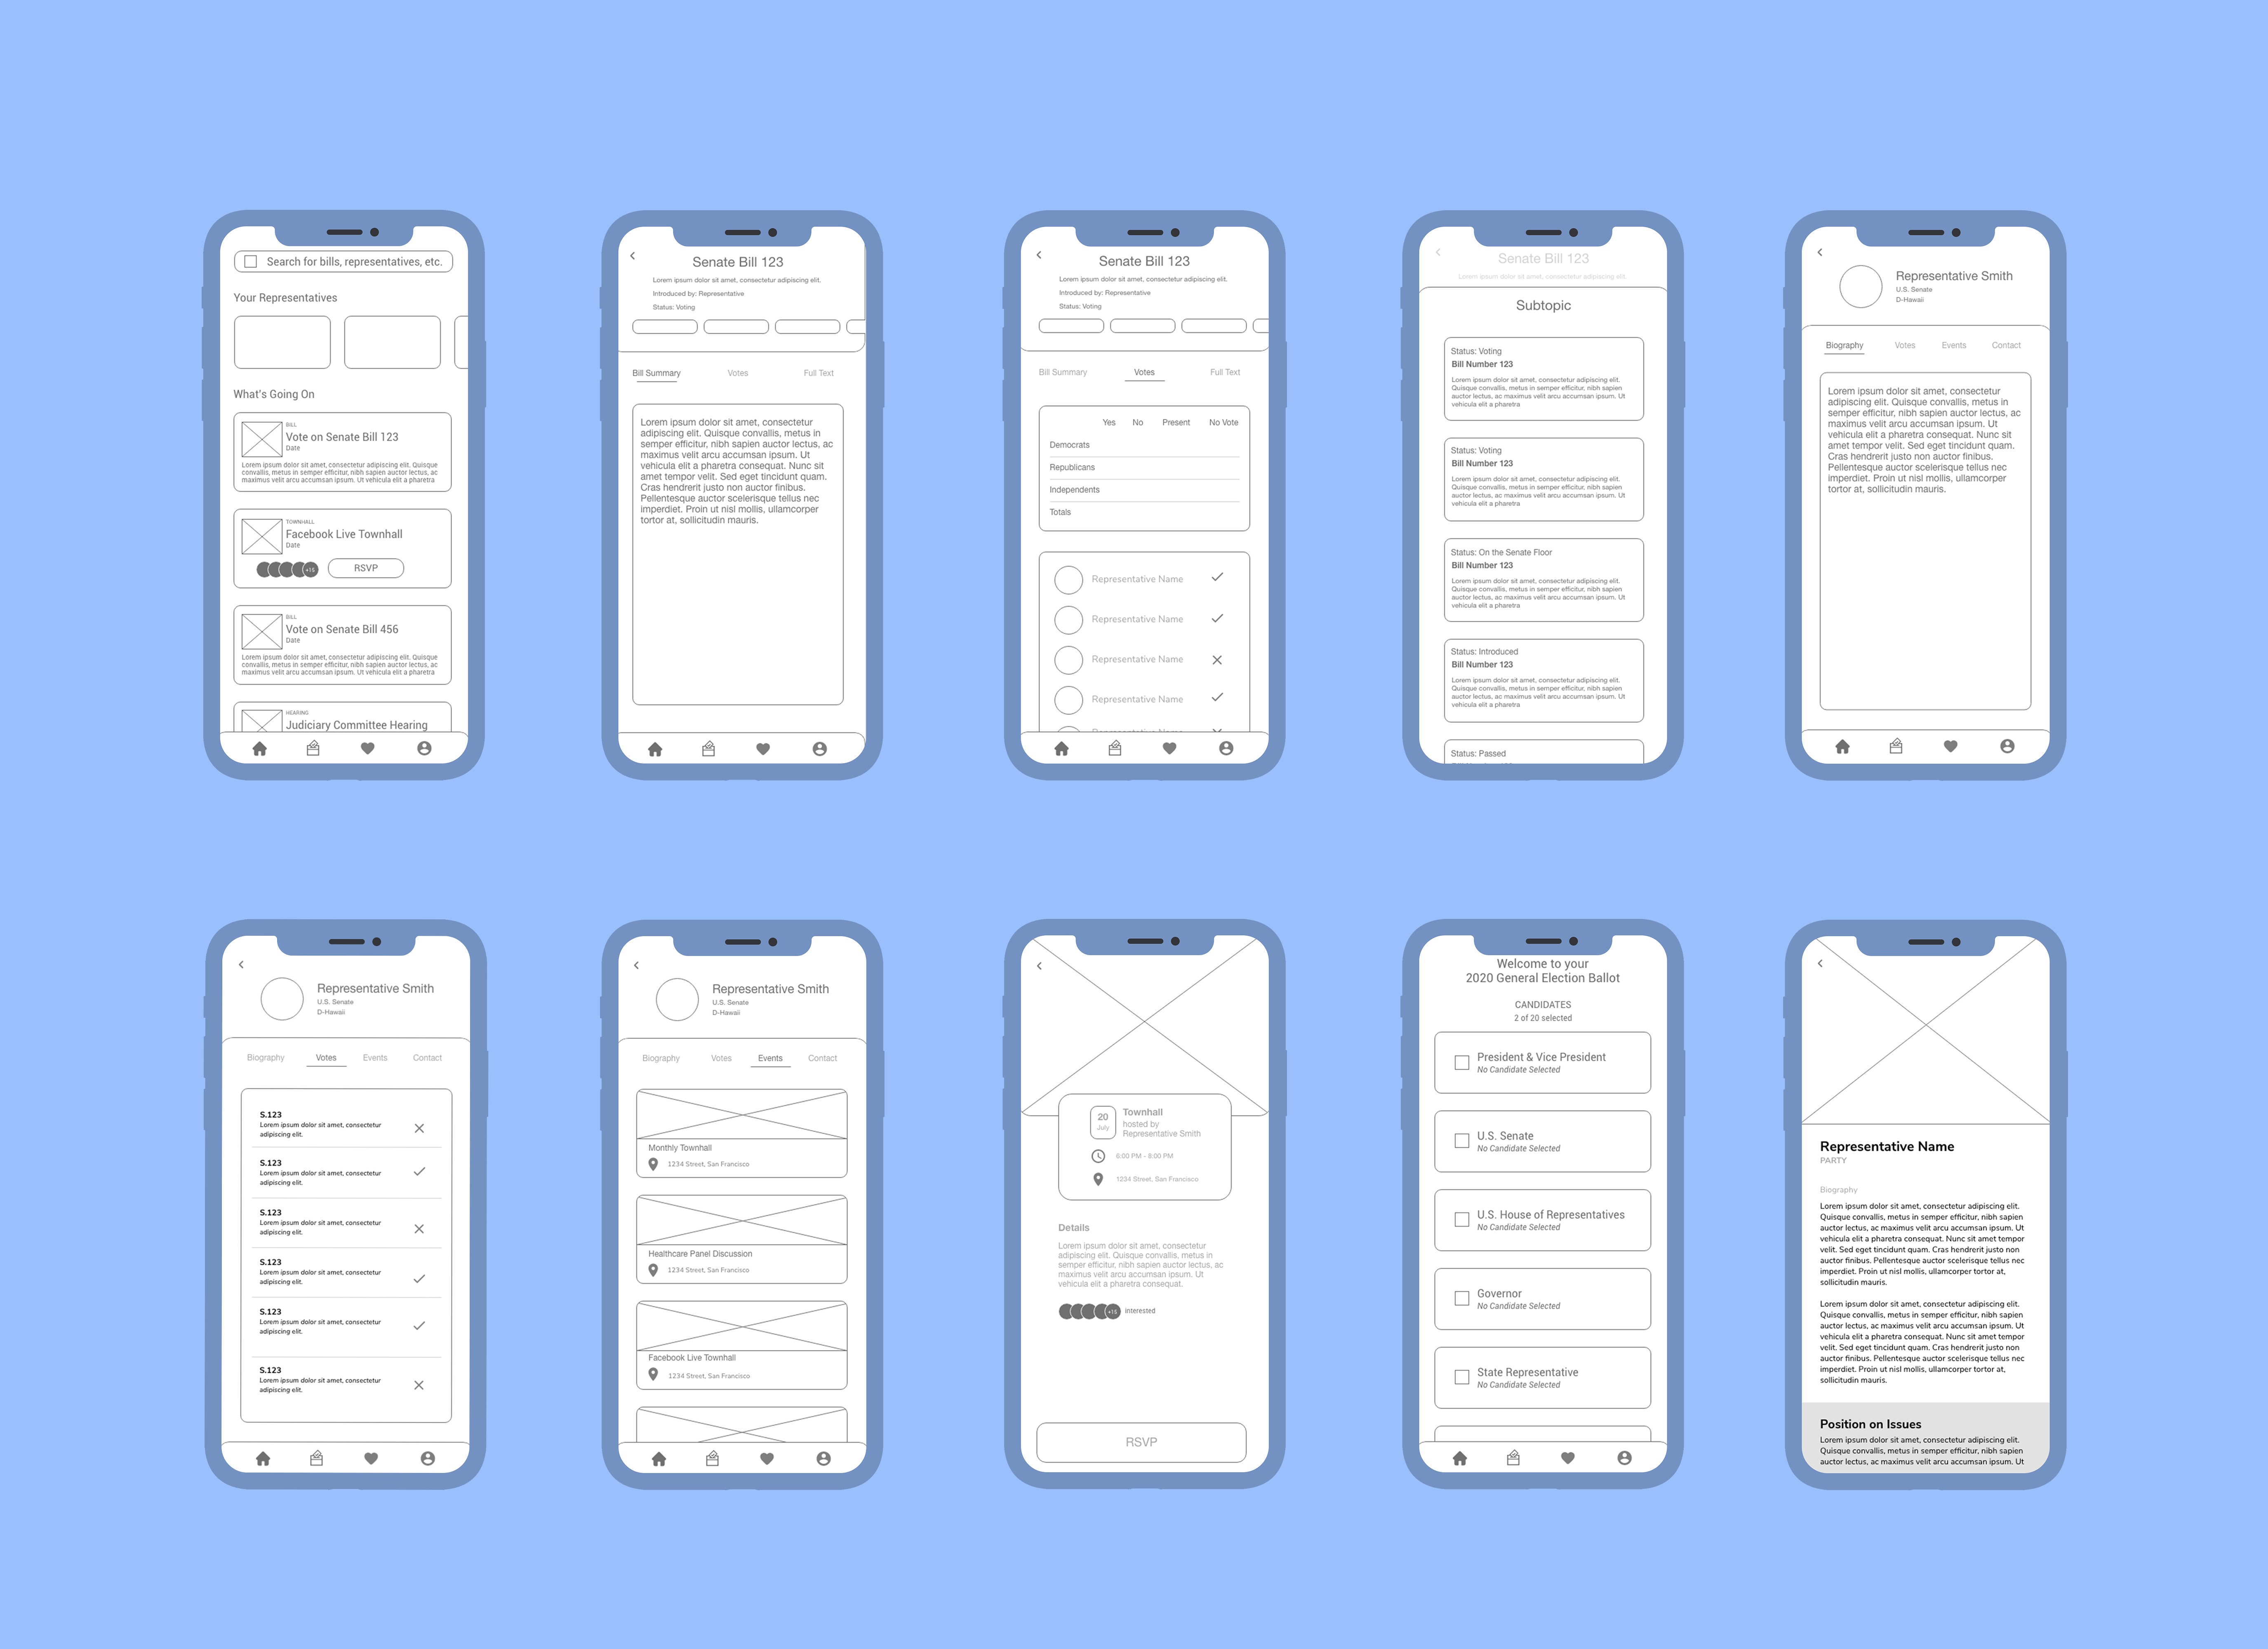 Search for bills, representatives, etc.
Your Representatives
What's Going On
BILL
Vote on Senate Bill 123
Date
Lorem ipsum dolor sit amet, consectetur adipiscing elit. Quisque
convallis, metus in semper efficitur, nibh sapien auctor lectus, ac
maximus velit arcu accumsan ipsum. Ut vehicula elit a pharetra
TOWNHALL
Facebook Live Townhall
Date
+16
RSVP
BILL
Vote on Senate Bill 456
Date
Lorem ipsum dolor sit amet, consectetur adipiscing elit. Quisque
convallis, metus in semper efficitur, nibh sapien auctor lectus, ac
maximus velit arcu accumsan ipsum. Ut vehicula elit a pharetra
HEARING
Judiciary Committee Hearing
Senate Bill 123
Lorem ipsum dolor sit amet, consectetur adipiscing elit.
Introduced by: Representative
Status: Voting
Bill Summary Votes Full Text
Lorem ipsum dolor sit amet, consectetur
adipiscing elit. Quisque convallis, metus in
semper efficitur, nibh sapien auctor lectus, ac
maximus velit arcu accumsan ipsum. Ut
vehicula elit a pharetra consequat. Nunc sit
amet tempor velit. Sed eget tincidunt quam.
Cras hendrerit justo non auctor finibus.
Pellentesque auctor scelerisque tellus nec
imperdiet. Proin ut nisl mollis, ullamcorper
tortor at, sollicitudin mauris.
Senate Bill 123
Lorem ipsum dolor sit amet, consectetur adipiscing elit.
Introduced by: Representative
Status: Voting
Bill Summary Votes Full Text
Yes No Present No Vote
Democrats
Republicans
Independents
Totals
Representative Name
Representative Name
Representative Name
Representative Name
Senate Bill 123
Lorem ipsum dolor sit amet, consectetur adipiscing elit.
Subtopic
Status: Voting
Bill Number 123
Lorem ipsum dolor sit amet, consectetur adipiscing elit.
Quisque convallis, metus in semper efficitur, nibh sapien
auctor lectus, ac maximus velit arcu accumsan ipsum. Ut
vehicula elit a pharetra
Status: Voting
Bill Number 123
Lorem ipsum dolor sit amet, consectetur adipiscing elit.
Quisque convallis, metus in semper efficitur, nibh sapien
auctor lectus, ac maximus velit arcu accumsan ipsum. Ut
vehicula elit a pharetra
Status: On the Senate Floor
Bill Number 123
Lorem ipsum dolor sit amet, consectetur adipiscing elit.
Quisque convallis, metus in semper efficitur, nibh sapien
auctor lectus, ac maximus velit arcu accumsan ipsum. Ut
vehicula elit a pharetra
Status: Introduced
Bill Number 123
Lorem ipsum dolor sit amet, consectetur adipiscing elit.
Quisque convallis, metus in semper efficitur, nibh sapien
auctor lectus, ac maximus velit arcu accumsan ipsum. Ut
vehicula elit a pharetra
Status: Passed
Representative Smith
U.S. Senate
D-Hawaii
Biography Votes Events Contact
Lorem ipsum dolor sit amet, consectetur
adipiscing elit. Quisque convallis, metus in
semper efficitur, nibh sapien auctor lectus, ac
maximus velit arcu accumsan ipsum. Ut
vehicula elit a pharetra consequat. Nunc sit
amet tempor velit. Sed eget tincidunt quam.
Cras hendrerit justo non auctor finibus.
Pellentesque auctor scelerisque tellus nec
imperdiet. Proin ut nisl mollis, ullamcorper
tortor at, sollicitudin mauris.
Representative Smith
U.S. Senate
D-Hawaii
Biography Votes Events Contact
S.123
Lorem ipsum dolor sit amet, consectetur
adipiscing elit.
S.123
Lorem ipsum dolor sit amet, consectetur
adipiscing elit.
S.123
Lorem ipsum dolor sit amet, consectetur
adipiscing elit.
S.123
Lorem ipsum dolor sit amet, consectetur
adipiscing elit.
S.123
Lorem ipsum dolor sit amet, consectetur
adipiscing elit.
S.123
Lorem ipsum dolor sit amet, consectetur
adipiscing elit.
Representative Smith
U.S. Senate
D-Hawaii
Biography Votes Events Contact
Monthly Townhall
1234 Street, San Francisco
Healthcare Panel Discussion
1234 Street, San Francisco
Facebook Live Townhall
1234 Street, San Francisco
20
July
Townhall
hosted by
Representative Smith
6:00 PM - 8:00 PM
1234 Street, San Francisco
Details
Lorem ipsum dolor sit amet, consectetur
adipiscing elit. Quisque convallis, metus in
semper efficitur, nibh sapien auctor lectus, ac
maximus velit arcu accumsan ipsum. Ut
vehicula elit a pharetra consequat.
+16 interested
RSVP
Welcome to your
2020 General Election Ballot
CANDIDATES
2 of 20 selected
President & Vice President
No Candidate Selected
U.S. Senate
No Candidate Selected
U.S. House of Representatives
No Candidate Selected
Governor
No Candidate Selected
State Representative
No Candidate Selected
Representative Name
PARTY
Biography
Lorem ipsum dolor sit amet, consectetur adipiscing elit.
Quisque convallis, metus in semper efficitur, nibh sapien
auctor lectus, ac maximus velit arcu accumsan ipsum. Ut
vehicula elit a pharetra consequat. Nunc sit amet tempor
velit. Sed eget tincidunt quam. Cras hendrerit justo non
auctor finibus. Pellentesque auctor scelerisque tellus nec
imperdiet. Proin ut nisl mollis, ullamcorper tortor at,
sollicitudin mauris.
Lorem ipsum dolor sit amet, consectetur adipiscing elit.
Quisque convallis, metus in semper efficitur, nibh sapien
auctor lectus, ac maximus velit arcu accumsan ipsum. Ut
vehicula elit a pharetra consequat. Nunc sit amet tempor
velit. Sed eget tincidunt quam. Cras hendrerit justo non
auctor finibus. Pellentesque auctor scelerisque tellus nec
imperdiet. Proin ut nisl mollis, ullamcorper tortor at,
sollicitudin mauris.
Position on Issues
Lorem ipsum dolor sit amet, consectetur adipiscing elit.
Quisque convallis, metus in semper efficitur, nibh sapien
auctor lectus, ac maximus velit arcu accumsan ipsum. Ut